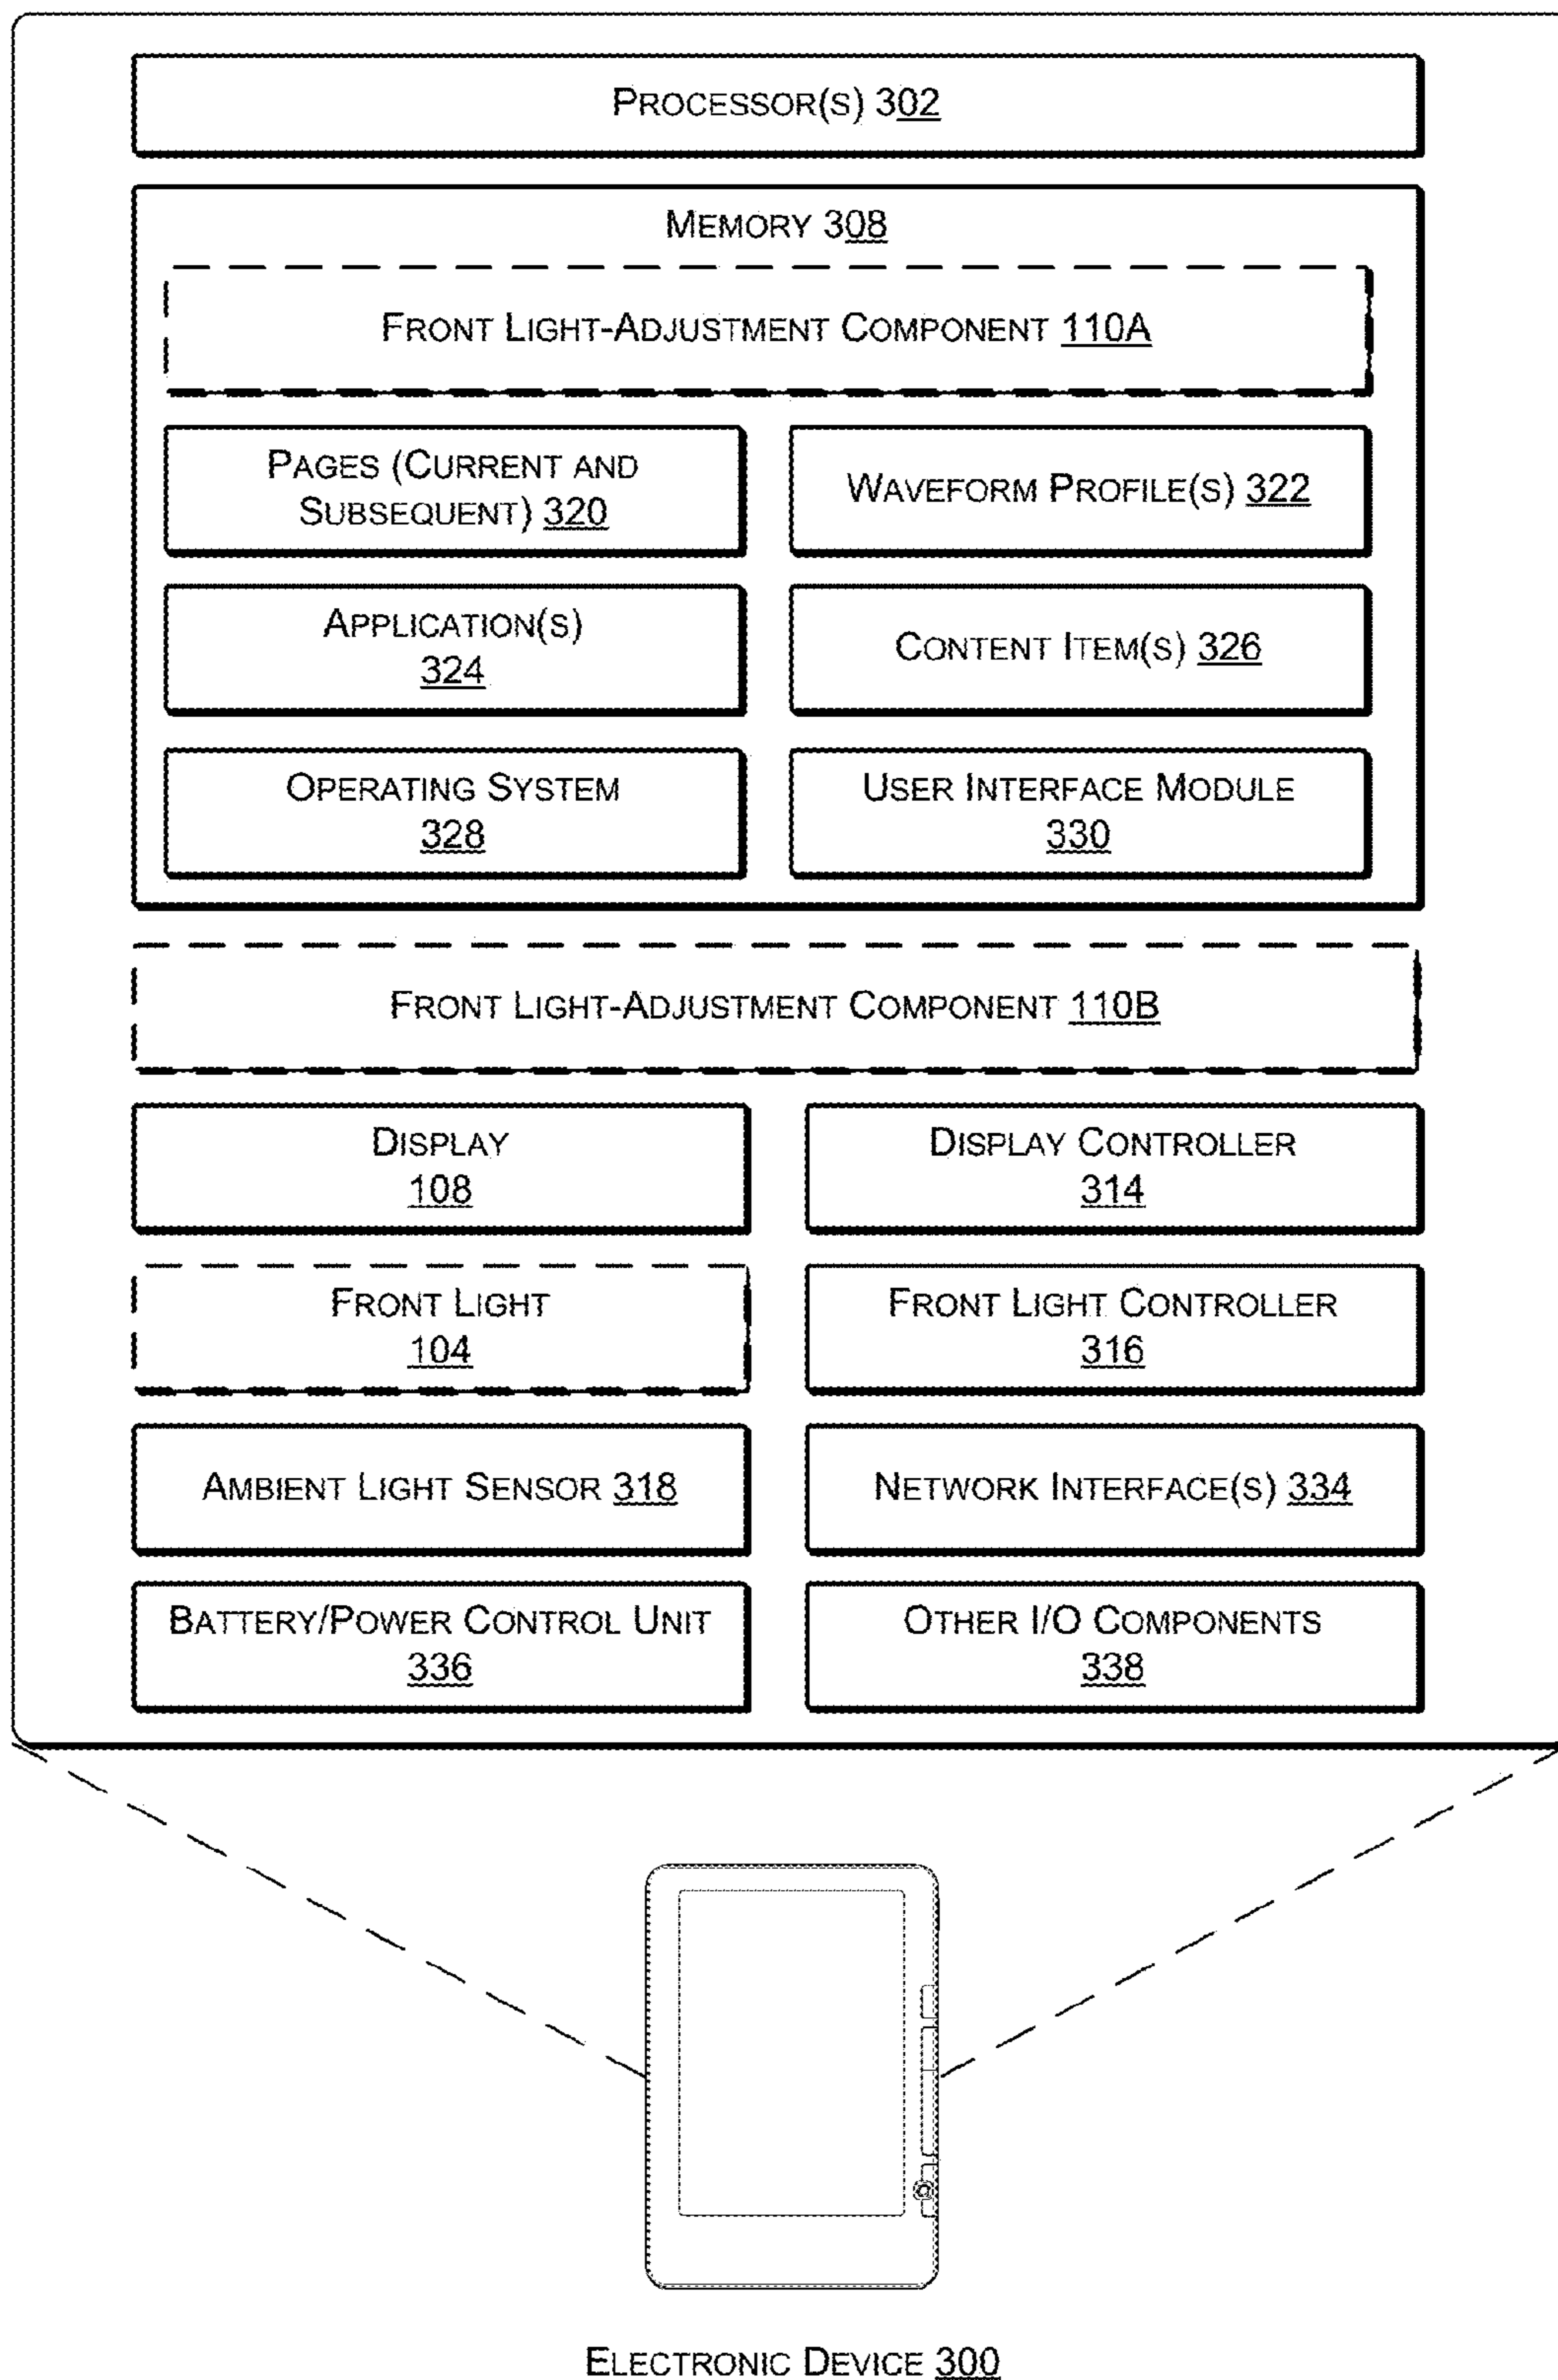 PROCESSOR(S) 302
MEMORY 308
FRONT LIGHT-ADJUSTMENT COMPONENT 110A
PAGES (CURRENT AND
SUBSEQUENT) 320
WAVEFORM PROFILE(S) 322
APPLICATION(S)
324
CONTENT ITEM(S) 326
OPERATING SYSTEM
328
USER INTERFACE MODULE
330
FRONT LIGHT-ADJUSTMENT COMPONENT 110B
DISPLAY
108
DISPLAY CONTROLLER
314
FRONT LIGHT
104
FRONT LIGHT CONTROLLER
316
AMBIENT LIGHT SENSOR 318
NETWORK INTERFACE(S) 334
BATTERY/POWER CONTROL UNIT
336
OTHER I/O COMPONENTS
338
ELECTRONIC DEVICE 300